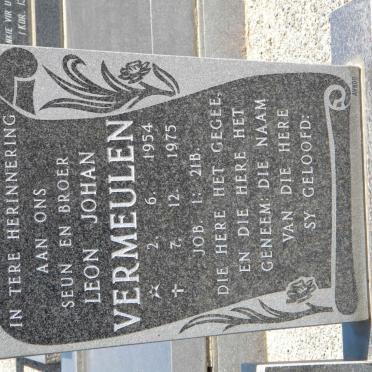 IN TERE HERINNERING
AAN ONS
SEUN EN BROER
LEON JOHAN
VERMEULEN
☆ 2. 6. 1954
✝ 7. 12. 1975
JOB 1: 21B
DIE HERE HET GEGEE,
EN DIE HERE HET
GENEEM: DIE NAAM
VAN DIE HERE
SY GELOOFD: